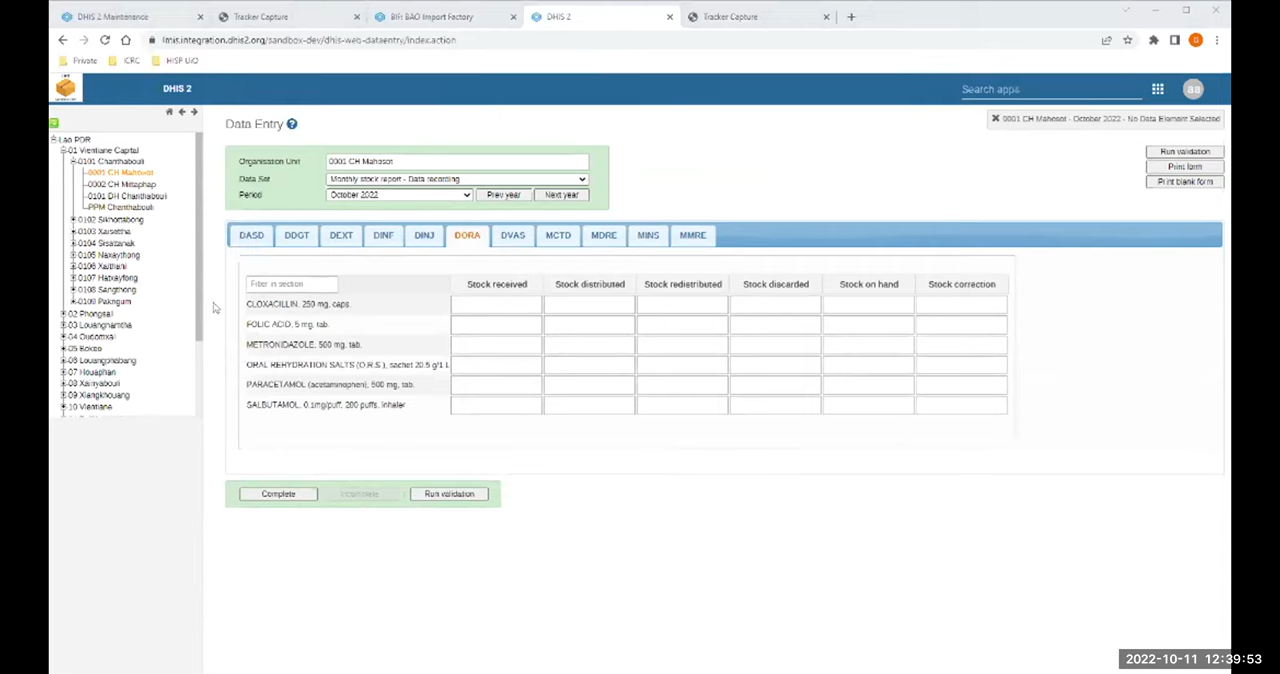 DHIS 2 Maintenance
Tracker Capture
BIF: BAO Import Factory
DHIS 2
Tracker Capture
lmis.integration.dhis2.org/sandbox-dev/dhis-web-dataentry/index.action
Private
ICRC
HISP UiO
DHIS 2
Search apps
aa
Data Entry
0001 CH Mahosot - October 2022 - No Data Element Selected
Lao PDR
01 Vientiane Capital
0101 Chanthabouli
0001 CH Mahosot
0002 CH Mittaphap
0101 DH Chanthabouli
PPM Chanthabouli
0102 Sikhottabong
0103 Xaisettha
0104 Sisattanak
0105 Naxaythong
0106 Xaithani
0107 Hatxayfong
0108 Sangthong
0109 Pakngum
02 Phongsali
03 Louangnamtha
04 Oudomxai
05 Bokeo
06 Louangphabang
07 Houaphan
08 Xainyabouli
09 Xiangkhouang
10 Vientiane
Organisation Unit 0001 CH Mahosot
Data Set Monthly stock report - Data recording
Period October 2022 Prev year Next year
Run validation
Print form
Print blank form
DASD DDGT DEXT DINF DINJ DORA DVAS MCTD MDRE MINS MMRE
Filter in section Stock received Stock distributed Stock redistributed Stock discarded Stock on hand Stock correction
CLOXACILLIN, 250 mg, caps.
FOLIC ACID, 5 mg, tab.
METRONIDAZOLE, 500 mg, tab.
ORAL REHYDRATION SALTS (O.R.S.), sachet 20.5 g/1 L
PARACETAMOL (acetaminophen), 500 mg, tab.
SALBUTAMOL, 0.1mg/puff, 200 puffs, inhaler
Complete Incomplete Run validation
2022-10-11 12:39:53